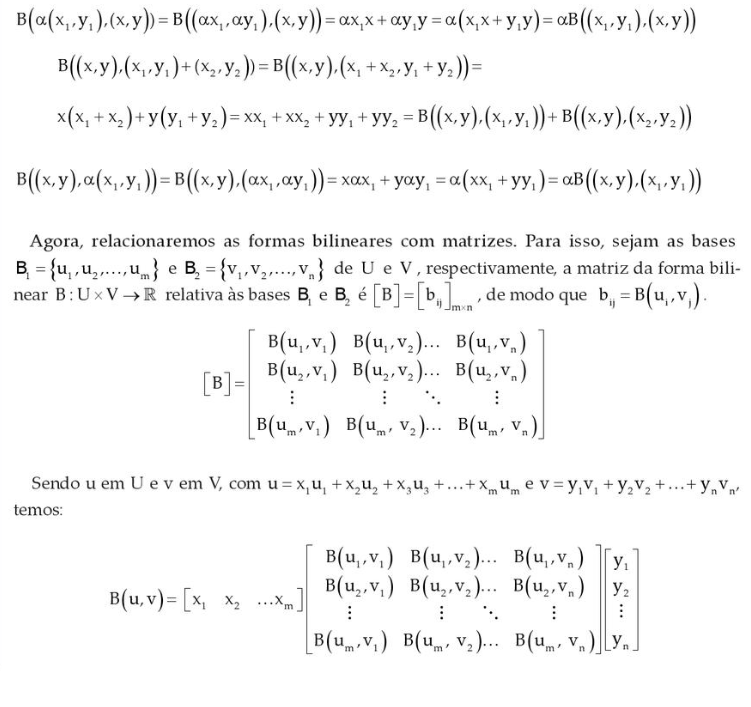 B(α(x₁,y₁),(x,y))=B((αx₁,αy₁),(x,y))=αx₁x+αy₁y=α(x₁x+y₁y)=αB((x₁,y₁),(x,y))
B((x,y),(x₁,y₁)+(x₂,y₂))=B((x,y),(x₁+x₂,y₁+y₂))=
x(x₁+x₂)+y(y₁+y₂)=xx₁+xx₂+yy₁+yy₂=B((x,y),(x₁,y₁))+B((x,y),(x₂,y₂))
B((x,y),α(x₁,y₁))=B((x,y),(αx₁,αy₁))=xαx₁+yαy₁=α(xx₁+yy₁)=αB((x,y),(x₁,y₁))
Agora, relacionaremos as formas bilineares com matrizes. Para isso, sejam as bases
B₁={u₁,u₂,...,uₘ} e B₂={v₁,v₂,...,vₙ} de U e V , respectivamente, a matriz da forma bili-
near B:U×V→ℝ relativa às bases B₁ e B₂ é [B]=[bᵢⱼ]ₘ×ₙ, de modo que bᵢⱼ=B(uᵢ,vⱼ).
B(u₁,v₁) B(u₁,v₂)... B(u₁,vₙ)
B(u₂,v₁) B(u₂,v₂)... B(u₂,vₙ)
[B]= ⋮ ⋮ ⋱ ⋮
B(uₘ,v₁) B(uₘ, v₂)... B(uₘ, vₙ)
Sendo u em U e v em V, com u=x₁u₁+x₂u₂+x₃u₃+...+xₘuₘ e v=y₁v₁+y₂v₂+...+yₙvₙ,
temos:
B(u₁,v₁) B(u₁,v₂)... B(u₁,vₙ) y₁
B(u₂,v₁) B(u₂,v₂)... B(u₂,vₙ) y₂
B(u,v)=[x₁ x₂ ...xₘ] ⋮ ⋮ ⋱ ⋮ ⋮
B(uₘ,v₁) B(uₘ, v₂)... B(uₘ, vₙ) yₙ